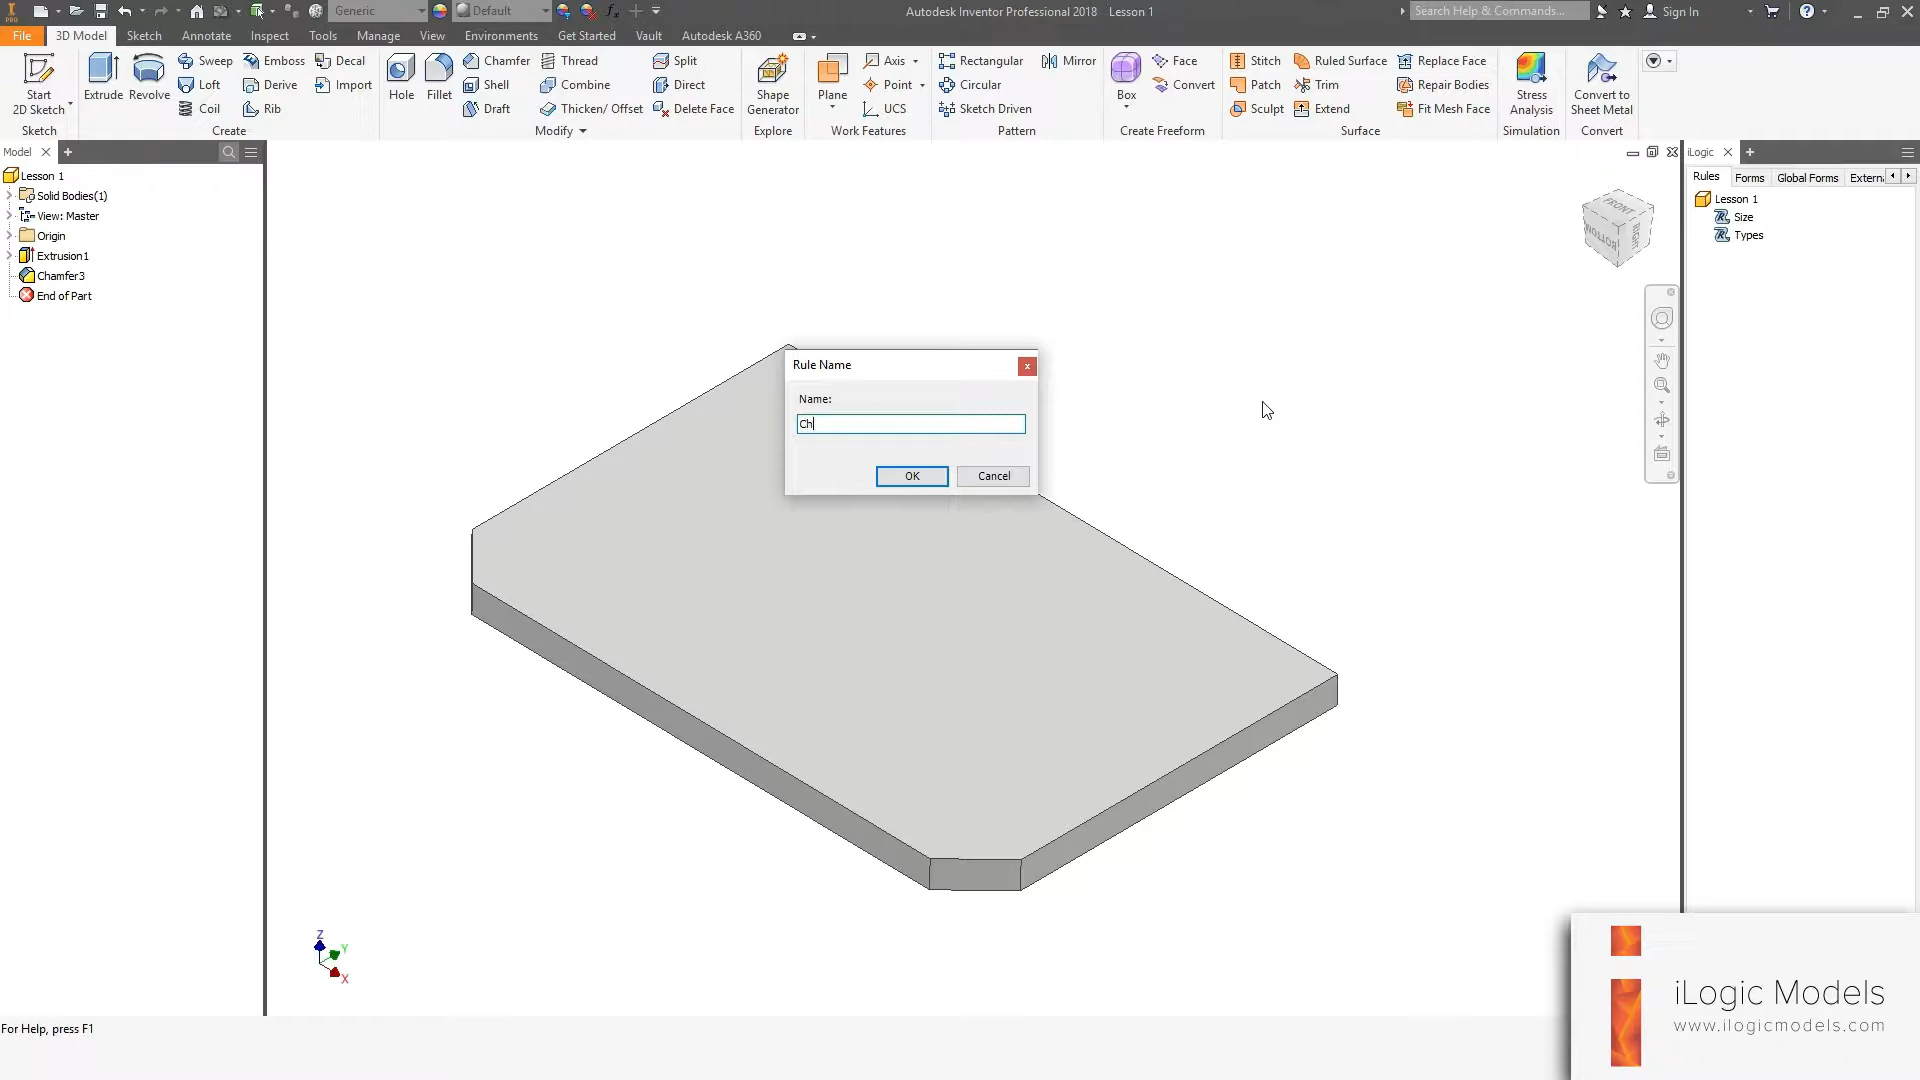 PRO
Generic
Default
Autodesk Inventor Professional 2018 Lesson 1
Search Help & Commands...
Sign In
File 3D Model Sketch Annotate Inspect Tools Manage View Environments Get Started Vault Autodesk A360
Start 2D Sketch
Sketch
Extrude
Revolve
Sweep
Loft
Coil
Emboss
Derive
Rib
Decal
Import
Create
Hole
Fillet
Chamfer
Shell
Draft
Thread
Combine
Thicken/ Offset
Split
Direct
Delete Face
Modify
Shape Generator
Explore
Plane
Axis
Point
UCS
Work Features
Rectangular
Circular
Sketch Driven
Mirror
Pattern
Box
Face
Convert
Create Freeform
Stitch
Patch
Sculpt
Ruled Surface
Trim
Extend
Replace Face
Repair Bodies
Fit Mesh Face
Surface
Stress Analysis
Simulation
Convert to Sheet Metal
Convert
Model
Lesson 1
Solid Bodies(1)
View: Master
Origin
Extrusion1
Chamfer3
End of Part
iLogic
Rules Forms Global Forms Extern
Lesson 1
Size
Types
FRONT
BOTTOM
RIGHT
Rule Name
Name:
Ch
OK
Cancel
Z
Y
X
iLogic Models
www.ilogicmodels.com
For Help, press F1